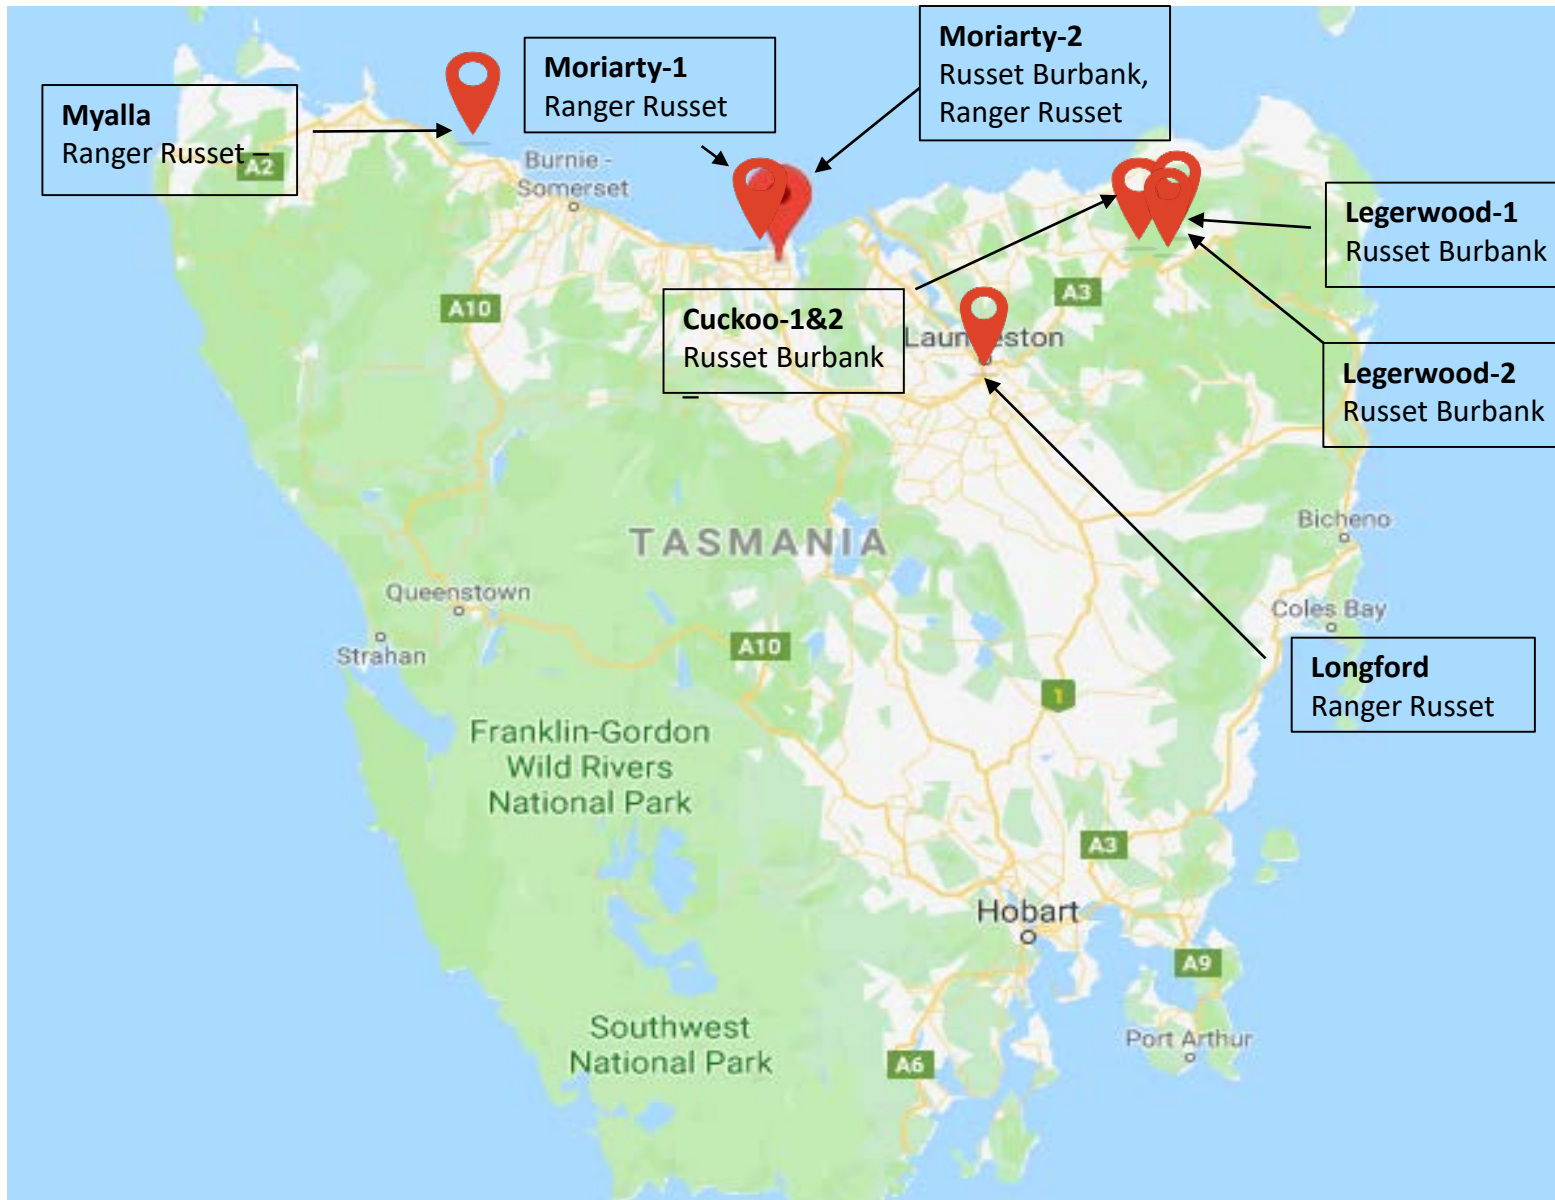 Moriarty-2
Russet Burbank,
Ranger Russet
Moriarty-1
Ranger Russet
Myalla
Ranger Russet –
A2
Burnie -
Somerset
Legerwood-1
Russet Burbank
A10
A3
Cuckoo-1&2
Russet Burbank
–
Launceston
Legerwood-2
Russet Burbank
TASMANIA
Bicheno
Queenstown
Coles Bay
Strahan
A10
Longford
Ranger Russet
1
Franklin-Gordon
Wild Rivers
National Park
A3
Hobart
A9
Southwest
National Park
Port Arthur
A6